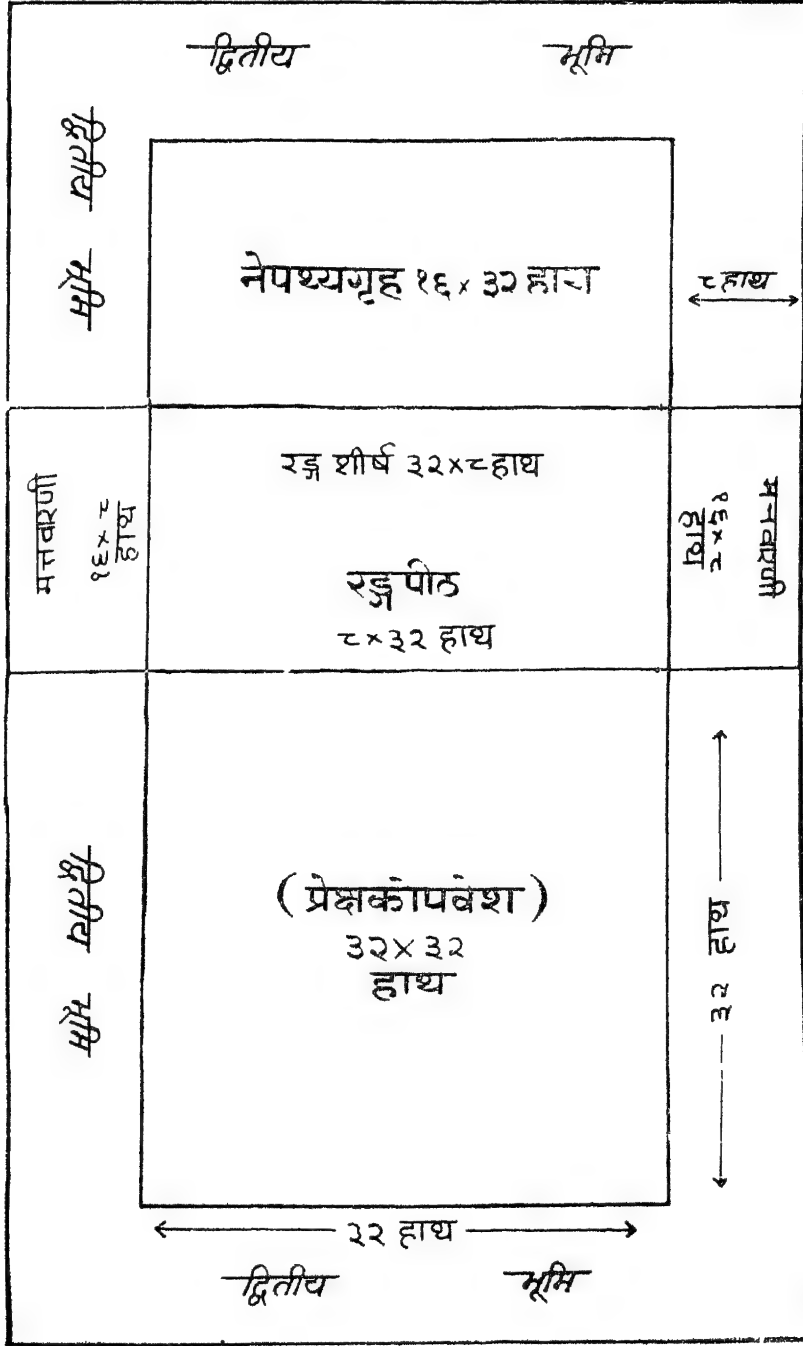 द्वितीय भूमि
द्वितीय भूमि
नेपथ्यगृह १६ × ३२ हाथ
८ हाथ
रङ्ग शीर्ष ३२×८ हाथ
मत्तवारणी
१६×८
हाथ
मत्तवारणी
१६×८
हाथ
रङ्ग पीठ
८×३२ हाथ
द्वितीय भूमि
(प्रेक्षकोपवेश)
३२×३२
हाथ
३२ हाथ
३२ हाथ
द्वितीय भूमि